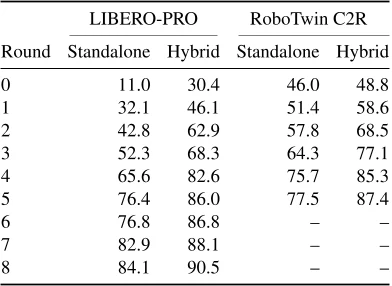 LIBERO-PRO RoboTwin C2R
Round Standalone Hybrid Standalone Hybrid
0 11.0 30.4 46.0 48.8
1 32.1 46.1 51.4 58.6
2 42.8 62.9 57.8 68.5
3 52.3 68.3 64.3 77.1
4 65.6 82.6 75.7 85.3
5 76.4 86.0 77.5 87.4
6 76.8 86.8 – –
7 82.9 88.1 – –
8 84.1 90.5 – –